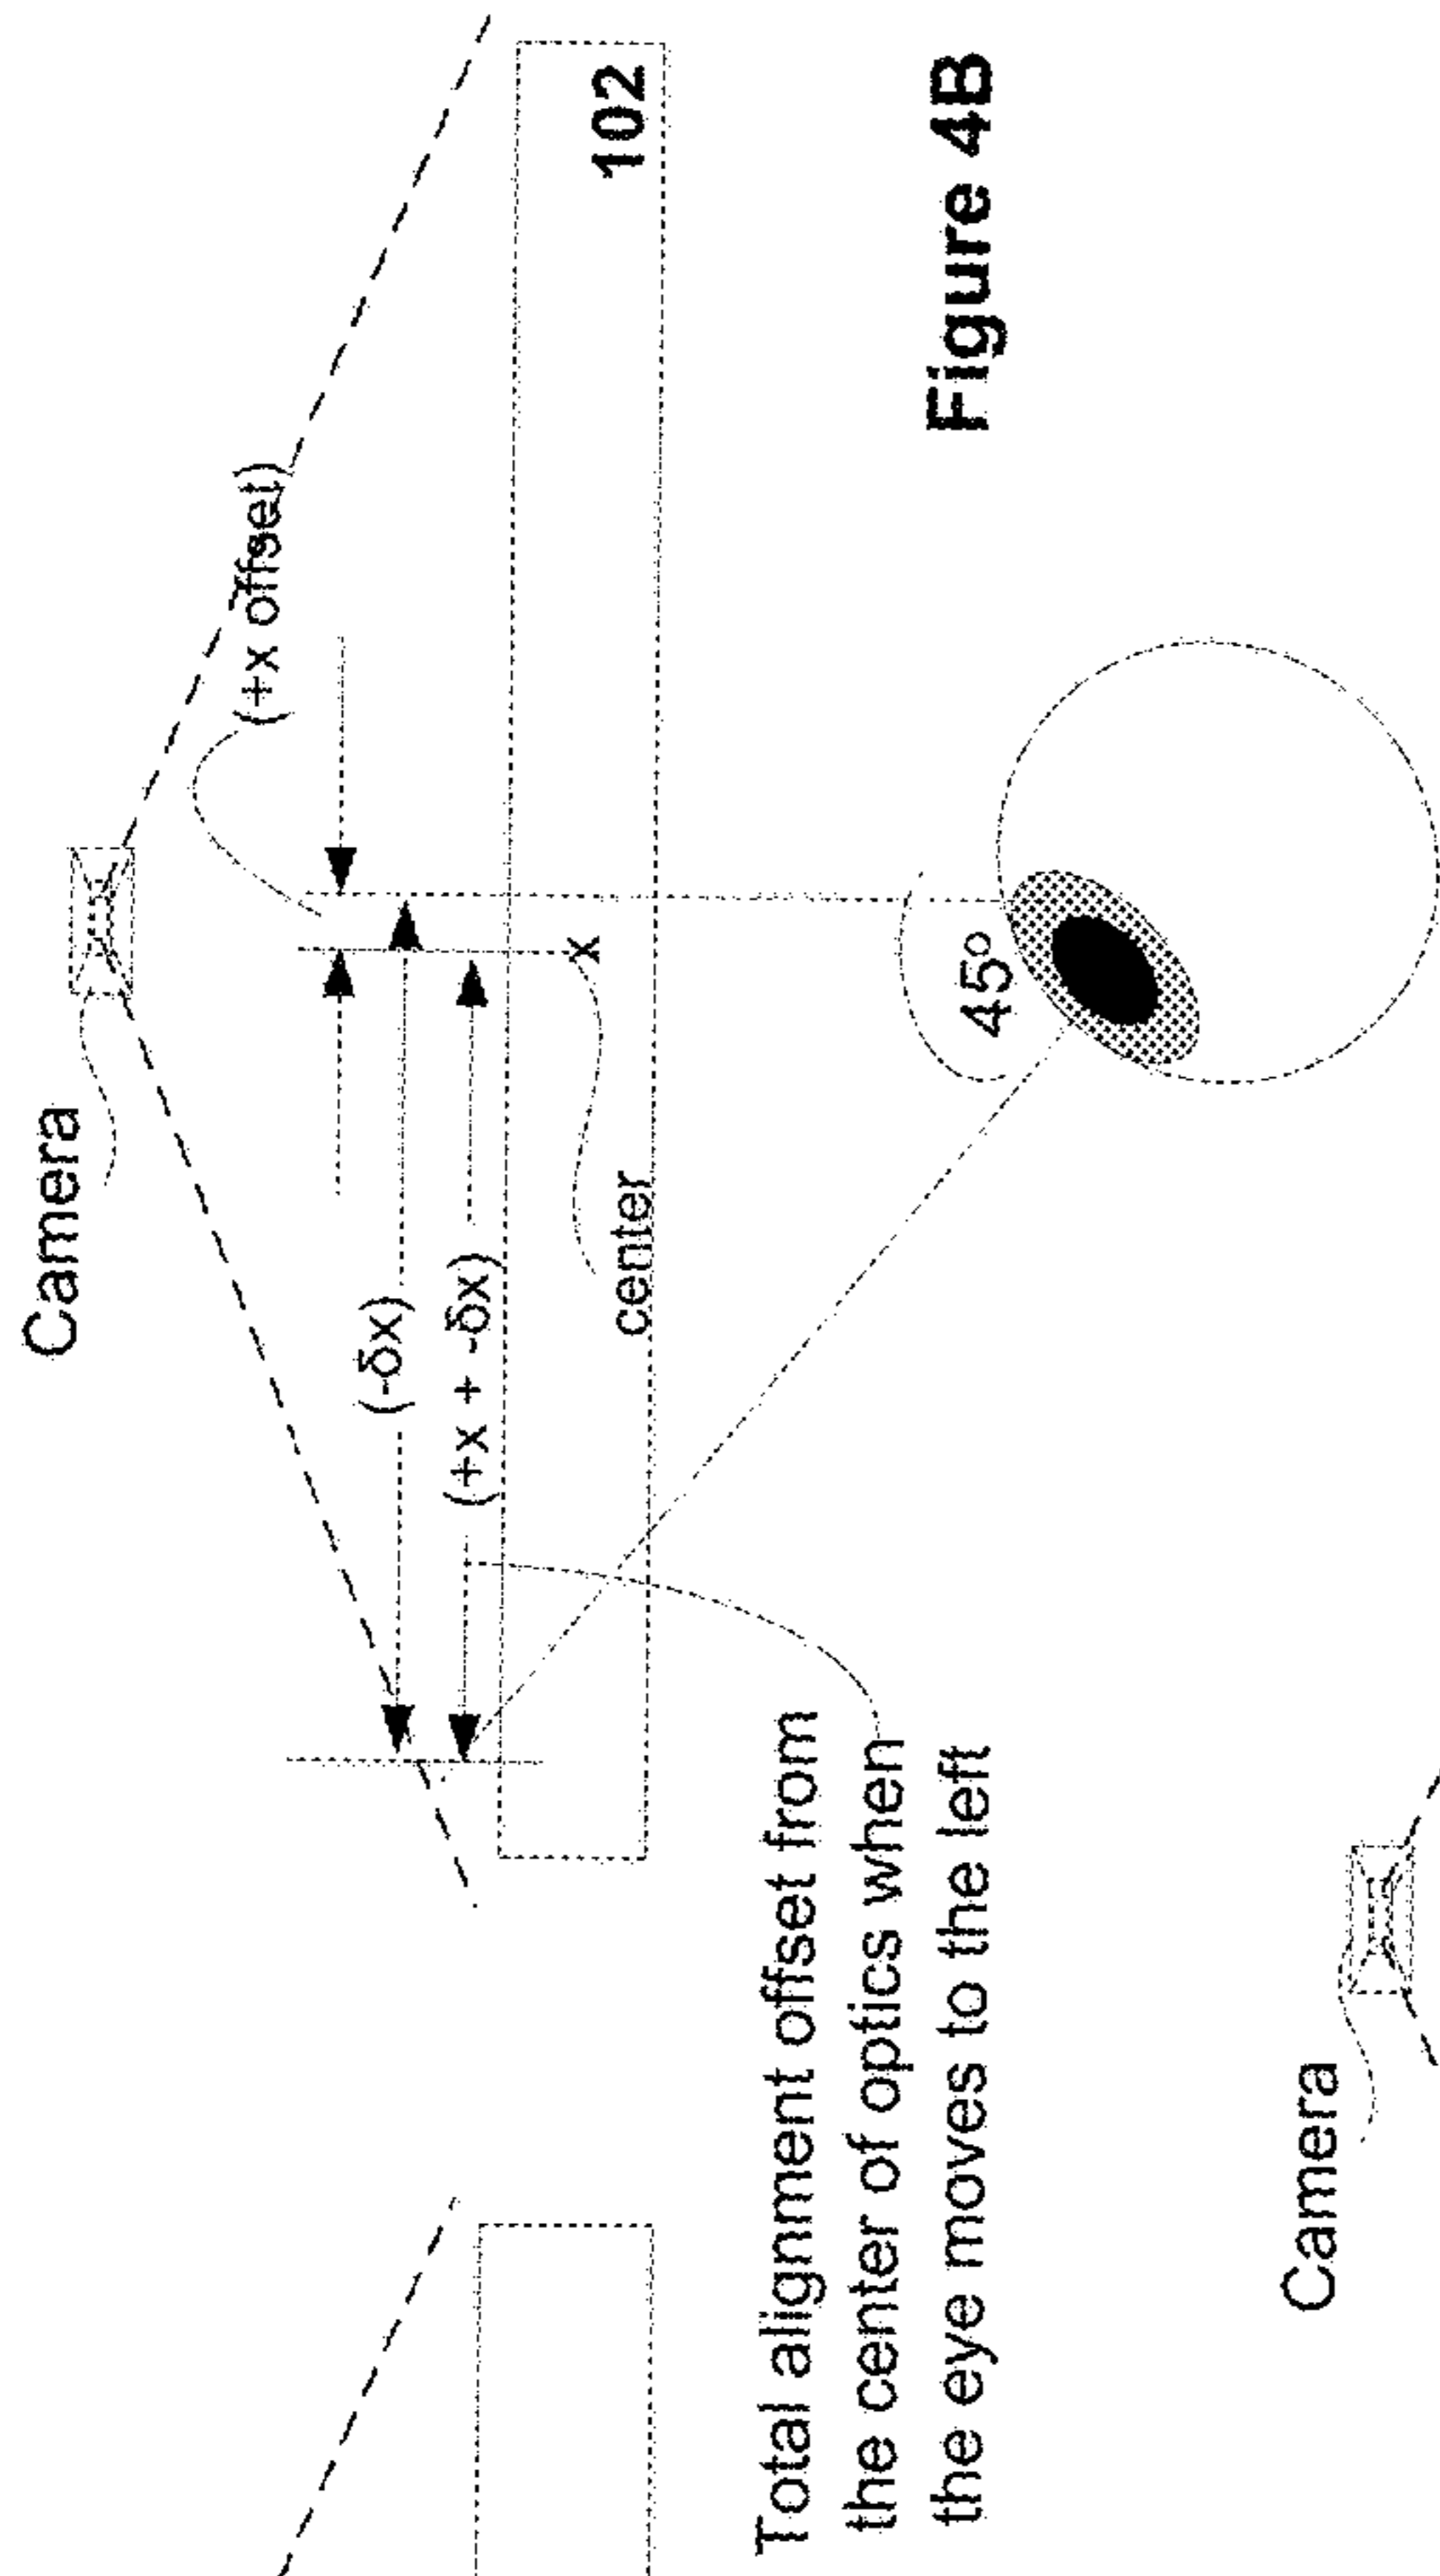 Camera
(+x offset)
(-δx)
(+x + -δx)
102
x
center
45°
Figure 4B
Total alignment offset from
the center of optics when
the eye moves to the left
Camera